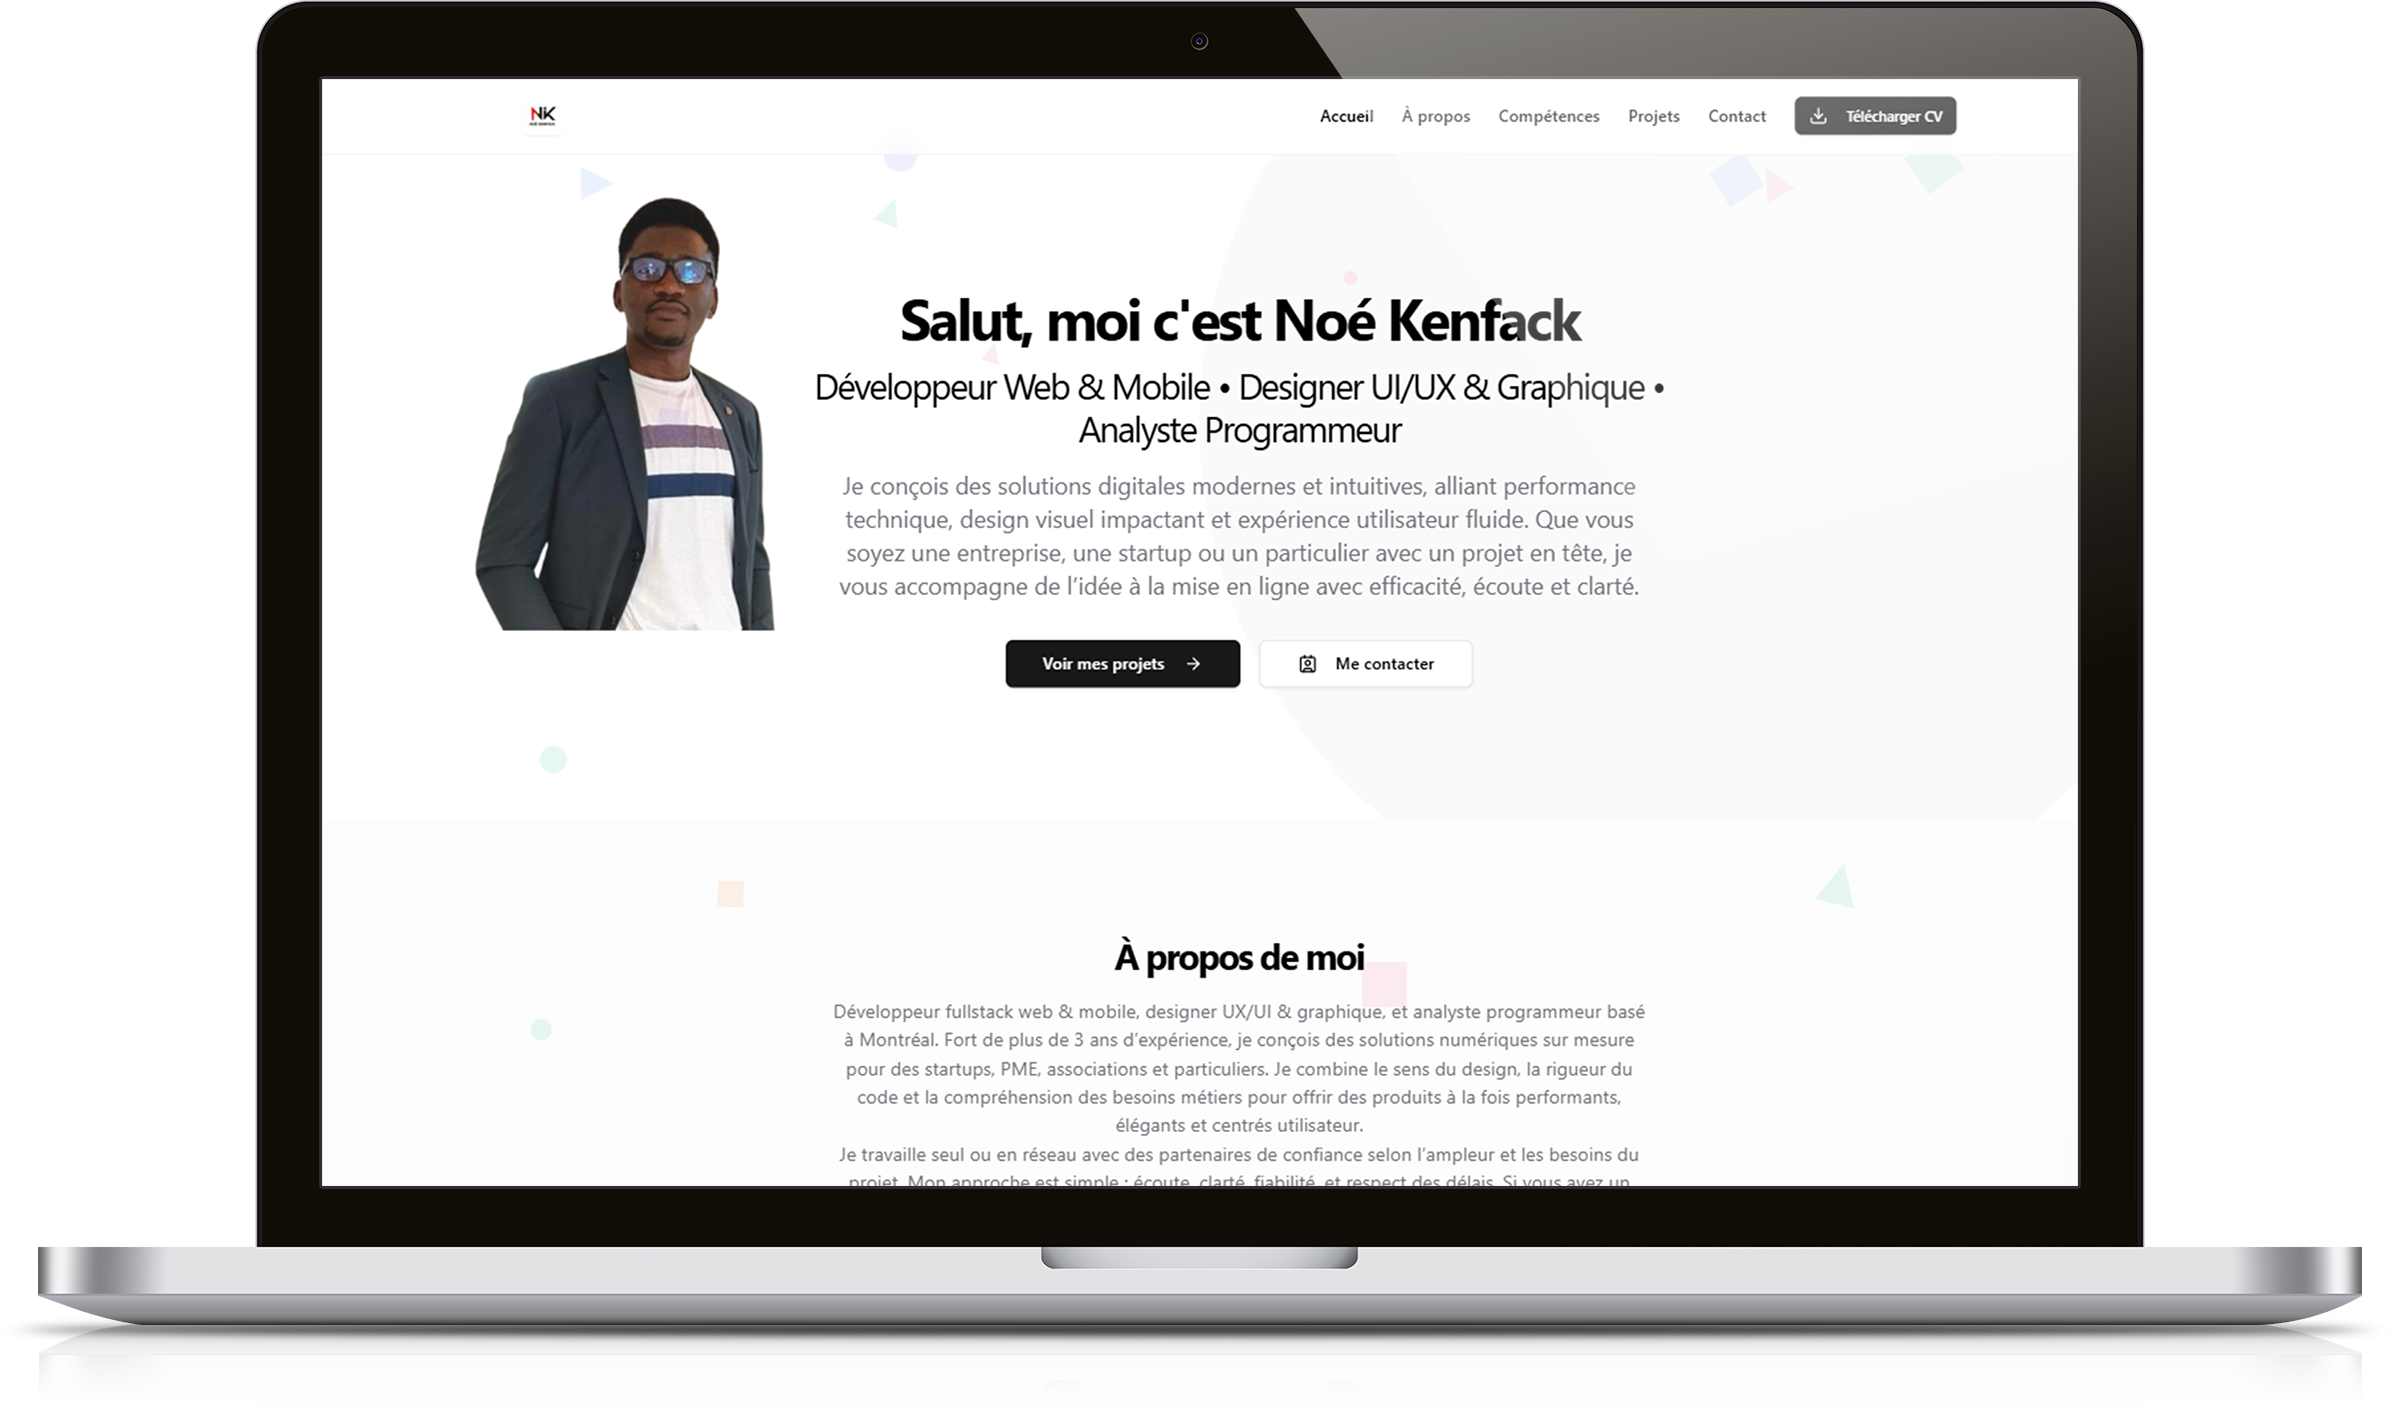 NK
NOÉ KENFACK
Accueil
À propos
Compétences
Projets
Contact
Télécharger CV
Salut, moi c'est Noé Kenfack
Développeur Web & Mobile • Designer UI/UX & Graphique •
Analyste Programmeur
Je conçois des solutions digitales modernes et intuitives, alliant performance
technique, design visuel impactant et expérience utilisateur fluide. Que vous
soyez une entreprise, une startup ou un particulier avec un projet en tête, je
vous accompagne de l’idée à la mise en ligne avec efficacité, écoute et clarté.
Voir mes projets →
Me contacter
À propos de moi
Développeur fullstack web & mobile, designer UX/UI & graphique, et analyste programmeur basé
à Montréal. Fort de plus de 3 ans d’expérience, je conçois des solutions numériques sur mesure
pour des startups, PME, associations et particuliers. Je combine le sens du design, la rigueur du
code et la compréhension des besoins métiers pour offrir des produits à la fois performants,
élégants et centrés utilisateur.
Je travaille seul ou en réseau avec des partenaires de confiance selon l’ampleur et les besoins du
projet. Mon approche est simple : écoute, clarté, fiabilité, et respect des délais. Si vous avez un